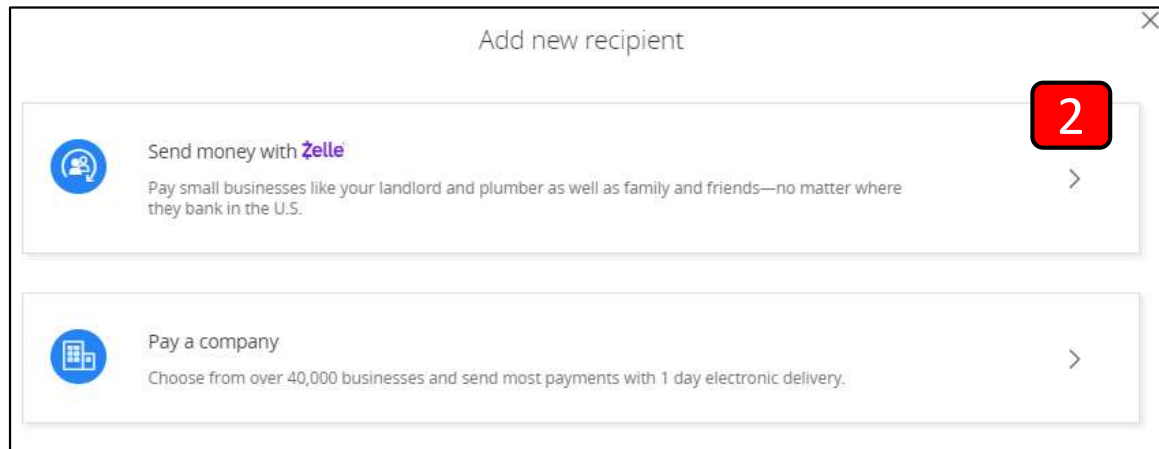 Add new recipient
2
Send money with Zelle
Pay small businesses like your landlord and plumber as well as family and friends—no matter where
they bank in the U.S.
Pay a company
Choose from over 40,000 businesses and send most payments with 1 day electronic delivery.